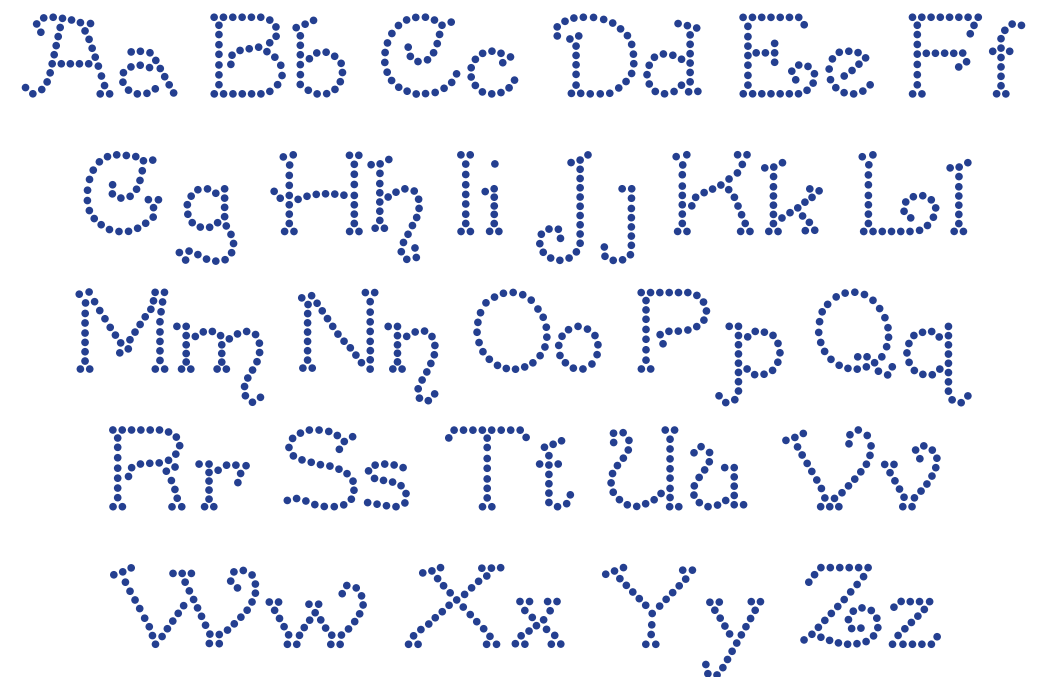 Aa Bb Cc Dd Ee Ff
Gg Hh Ii Jj Kk Ll
Mm Nn Oo Pp Qq
Rr Ss Tt Uu Vv
Ww Xx Yy Zz